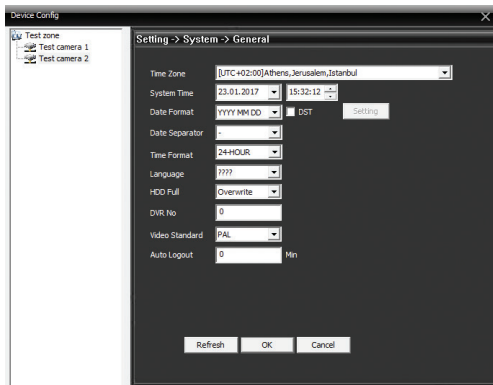 Device Config
Test zone
Test camera 1
Test camera 2
Setting -> System -> General
Time Zone [UTC+02:00]Athens,Jerusalem,Istanbul
System Time 23.01.2017 15:32:12
Date Format YYYY MM DD DST Setting
Date Separator -
Time Format 24-HOUR
Language ????
HDD Full Overwrite
DVR No 0
Video Standard PAL
Auto Logout 0 Min
Refresh OK Cancel